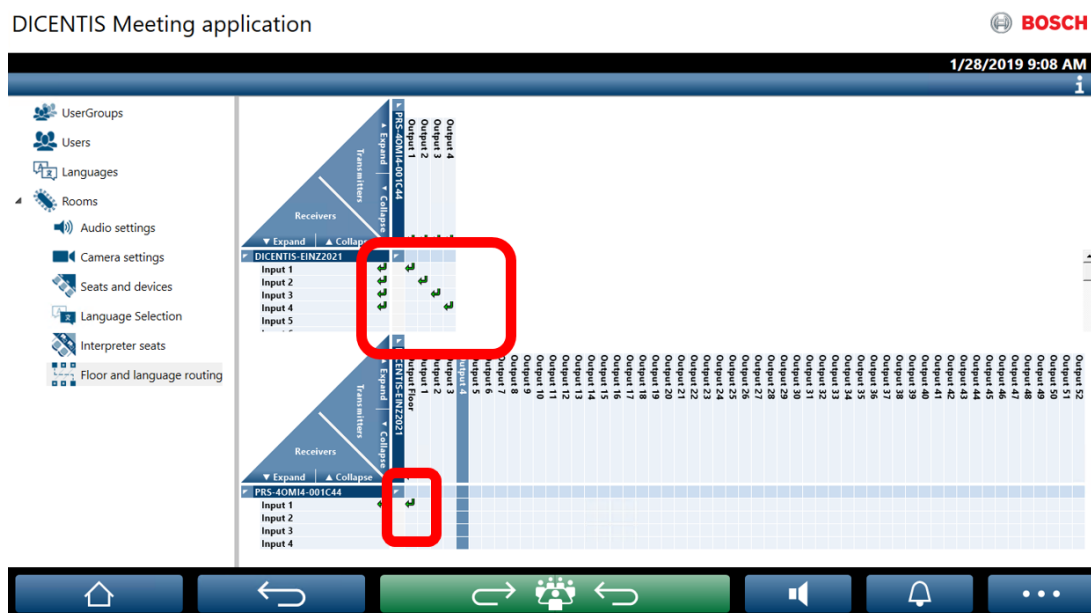 DICENTIS Meeting application
BOSCH
1/28/2019 9:08 AM
i
UserGroups
Users
Languages
Rooms
Audio settings
Camera settings
Seats and devices
Language Selection
Interpreter seats
Floor and language routing
PRS-4OMI4-001C44
Output 1
Output 2
Output 3
Output 4
▲ Expand ▼ Collapse
Transmitters
Receivers
▼ Expand ▲ Collapse
DICENTIS-EINZ2021
Input 1
Input 2
Input 3
Input 4
Input 5
Output Floor
Output 1
Output 2
Output 3
Output 4
Output 5
Output 6
Output 7
Output 8
Output 9
Output 10
Output 11
Output 12
Output 13
Output 14
Output 15
Output 16
Output 17
Output 18
Output 19
Output 20
Output 21
Output 22
Output 23
Output 24
Output 25
Output 26
Output 27
Output 28
Output 29
Output 30
Output 31
Output 32
Output 33
Output 34
Output 35
Output 36
Output 37
Output 38
Output 39
Output 40
Output 41
Output 42
Output 43
Output 44
Output 45
Output 46
Output 47
Output 48
Output 49
Output 50
Output 51
Output 52
Expand ▼ Collapse
Transmitters
Receivers
▼ Expand ▲ Collapse
PRS-4OMI4-001C44
Input 1
Input 2
Input 3
Input 4